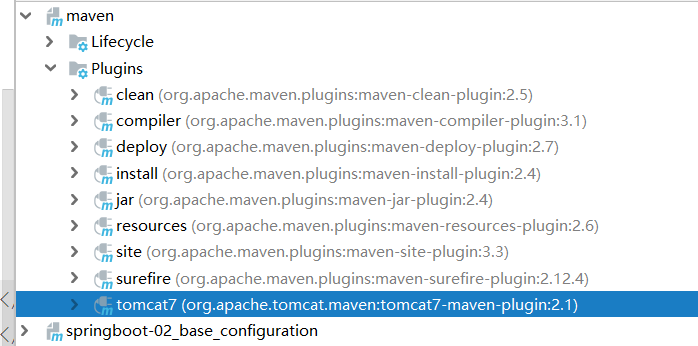 maven
Lifecycle
Plugins
clean (org.apache.maven.plugins:maven-clean-plugin:2.5)
compiler (org.apache.maven.plugins:maven-compiler-plugin:3.1)
deploy (org.apache.maven.plugins:maven-deploy-plugin:2.7)
install (org.apache.maven.plugins:maven-install-plugin:2.4)
jar (org.apache.maven.plugins:maven-jar-plugin:2.4)
resources (org.apache.maven.plugins:maven-resources-plugin:2.6)
site (org.apache.maven.plugins:maven-site-plugin:3.3)
surefire (org.apache.maven.plugins:maven-surefire-plugin:2.12.4)
tomcat7 (org.apache.tomcat.maven:tomcat7-maven-plugin:2.1)
springboot-02_base_configuration